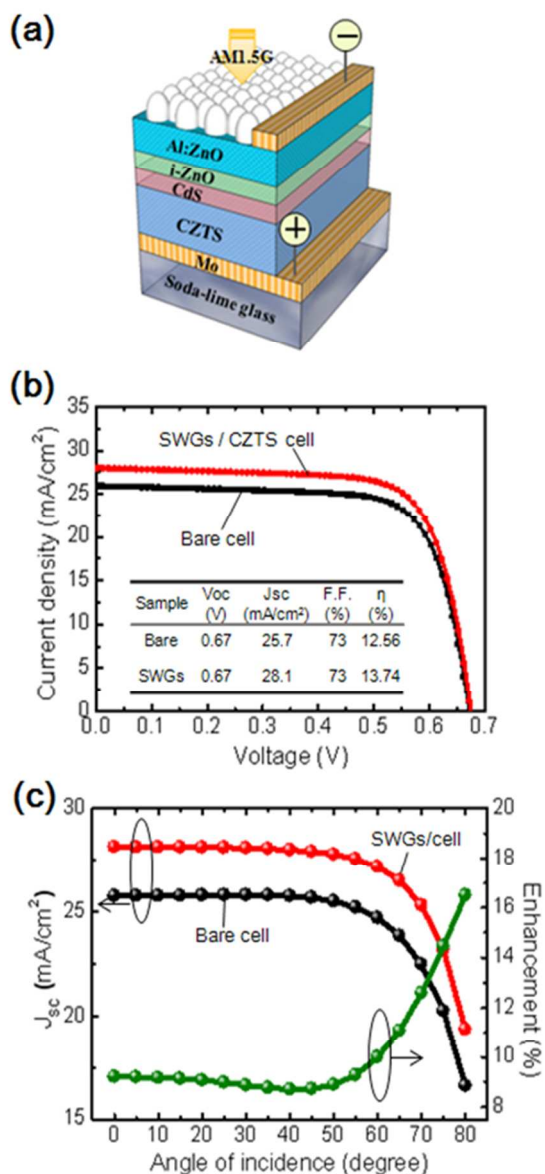 (a)
AM1.5G
−
Al:ZnO
i-ZnO
CdS
CZTS
+
Mo
Soda-lime glass
(b)
35
30
25
20
15
10
5
0
Current density (mA/cm²)
SWGs / CZTS cell
Bare cell
Sample Voc (V) Jsc (mA/cm²) F.F. (%) η (%)
Bare 0.67 25.7 73 12.56
SWGs 0.67 28.1 73 13.74
0.0 0.1 0.2 0.3 0.4 0.5 0.6 0.7
Voltage (V)
(c)
30
25
17
15
Jsc (mA/cm²)
SWGs/cell
Bare cell
20
18
16
14
12
10
8
Enhancement (%)
0 10 20 30 40 50 60 70 80
Angle of incidence (degree)